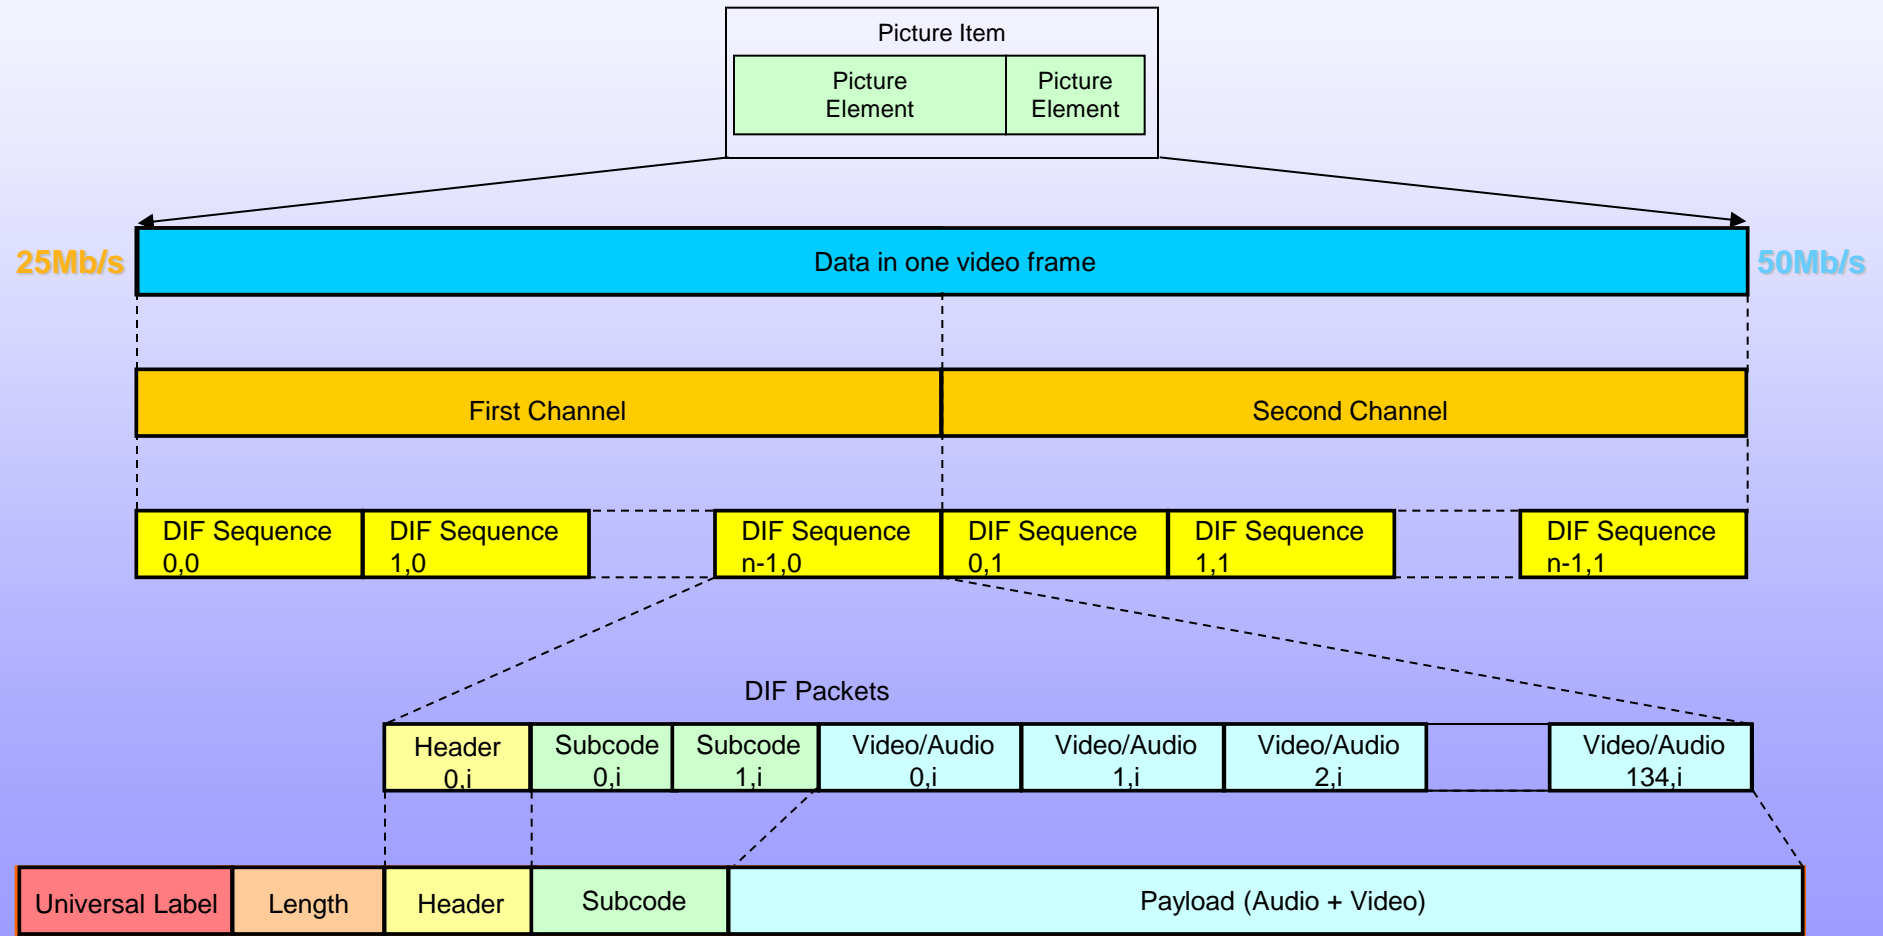 Picture Item
Picture Element
Picture Element
25Mb/s
Data in one video frame
50Mb/s
First Channel
Second Channel
DIF Sequence 0,0
DIF Sequence 1,0
DIF Sequence n-1,0
DIF Sequence 0,1
DIF Sequence 1,1
DIF Sequence n-1,1
DIF Packets
Header 0,i
Subcode 0,i
Subcode 1,i
Video/Audio 0,i
Video/Audio 1,i
Video/Audio 2,i
Video/Audio 134,i
Universal Label
Length
Header
Subcode
Payload (Audio + Video)